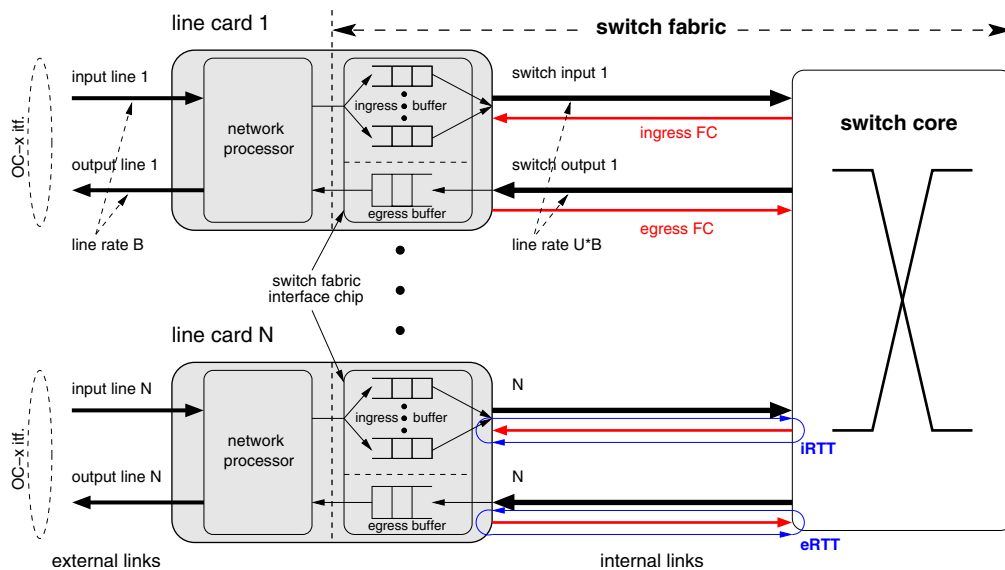 line card 1
switch fabric
OC-x itf.
input line 1
output line 1
line rate B
network
processor
ingress buffer
egress buffer
switch input 1
ingress FC
switch output 1
egress FC
line rate U*B
switch core
switch fabric
interface chip
line card N
OC-x itf.
input line N
output line N
network
processor
ingress buffer
egress buffer
N
iRTT
N
eRTT
external links
internal links